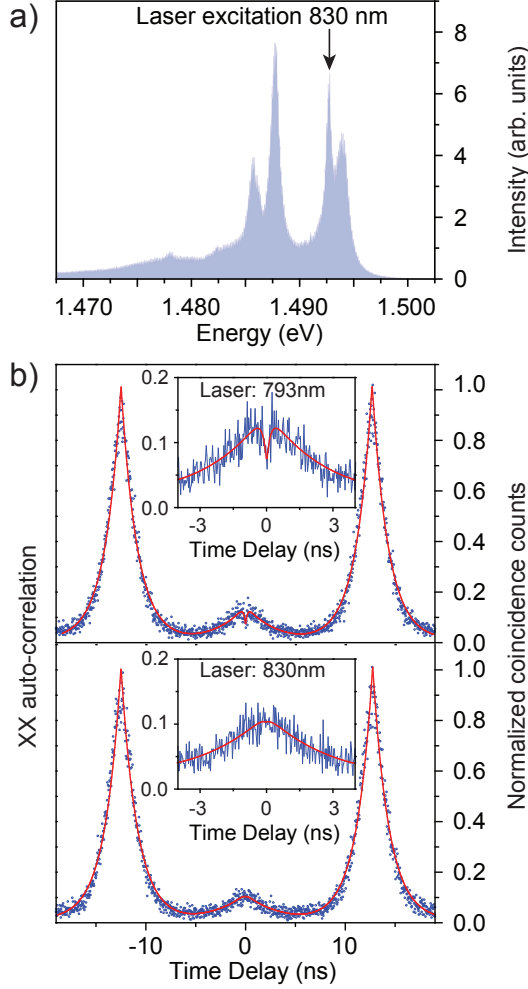 a)
Laser excitation 830 nm
8
6
4
2
0
Intensity (arb. units)
1.470 1.480 1.490 1.500
Energy (eV)
b)
XX auto-correlation
Normalized coincidence counts
0.2
0.1
0.0
Laser: 793nm
-3 0 3
Time Delay (ns)
1.0
0.8
0.6
0.4
0.2
0.0
0.2
0.1
0.0
Laser: 830nm
-3 0 3
Time Delay (ns)
1.0
0.8
0.6
0.4
0.2
0.0
-10 0 10
Time Delay (ns)